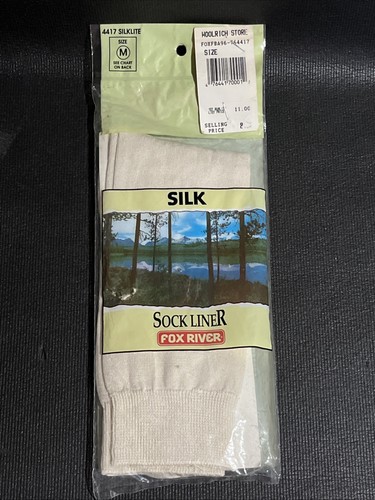 4417 SILKLITE
SIZE
M
SEE CHART
ON BACK
WOOLRICH STORE
SIZE
11.00
SELLING
PRICE
SILK
SOCK LINER
FOX RIVER